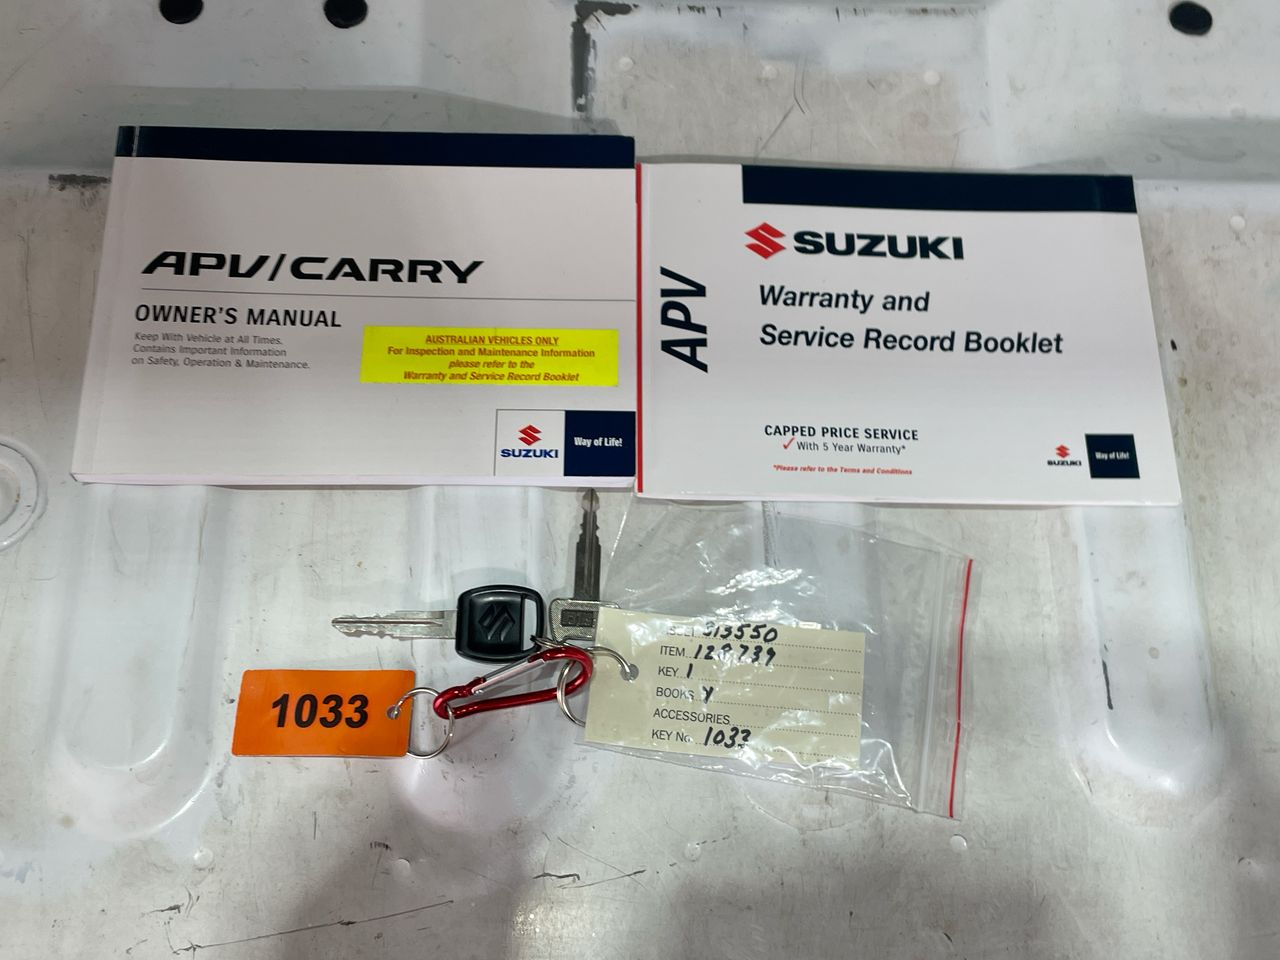 APV/CARRY
OWNER'S MANUAL
Keep With Vehicle at All Times.
Contains Important Information
on Safety, Operation & Maintenance.
AUSTRALIAN VEHICLES ONLY
For Inspection and Maintenance Information
please refer to the
Warranty and Service Record Booklet
SUZUKI
Way of Life!
APV
SUZUKI
Warranty and
Service Record Booklet
CAPPED PRICE SERVICE
With 5 Year Warranty*
*Please refer to the Terms and Conditions
SUZUKI
Way of Life!
1033
313550
ITEM
KEY 1
BOOKS Y
ACCESSORIES
KEY No. 1033